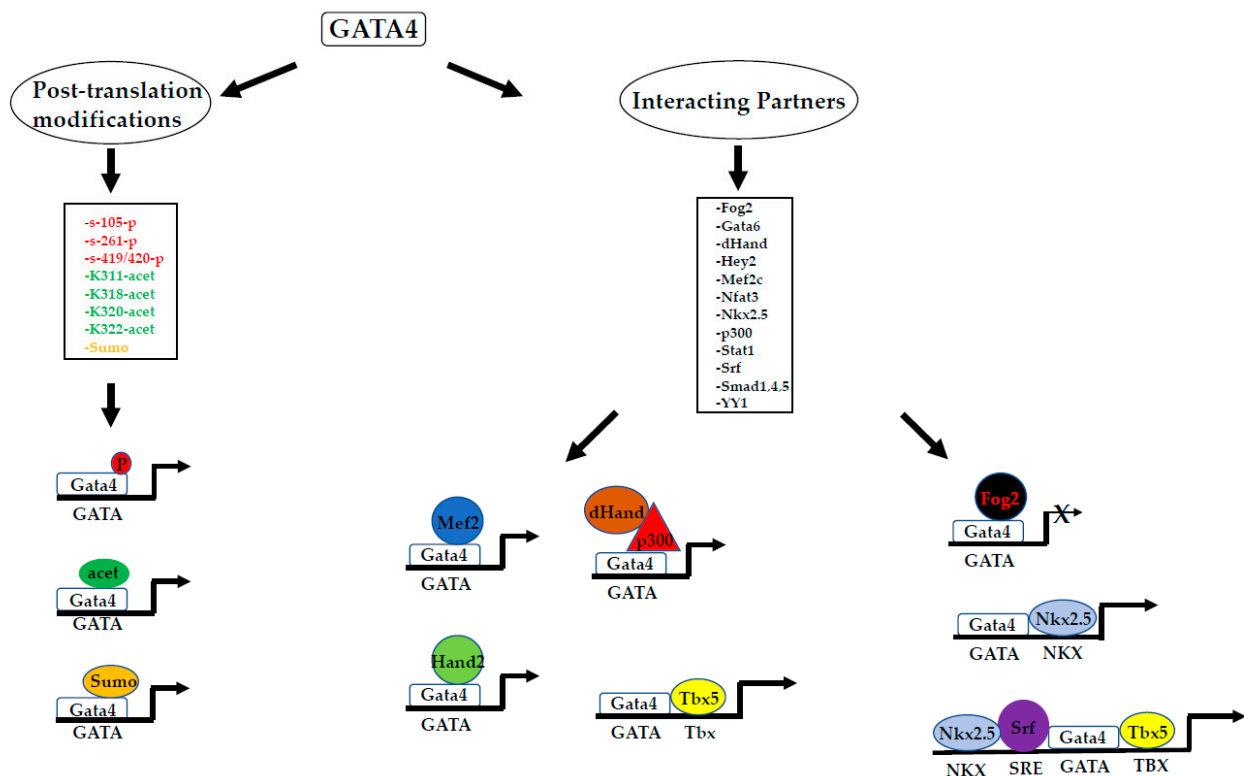 GATA4
Post-translation
modifications
Interacting Partners
-s-105-p
-s-261-p
-s-419/420-p
-K311-acet
-K318-acet
-K320-acet
-K322-acet
-Sumo
-Fog2
-Gata6
-dHand
-Hey2
-Mef2c
-Nfat3
-Nkx2.5
-p300
-Stat1
-Srf
-Smad1,4,5
-YY1
P
Gata4
GATA
acet
Gata4
GATA
Sumo
Gata4
GATA
Mef2
Gata4
GATA
Hand2
Gata4
GATA
dHand
p300
Gata4
GATA
Tbx5
Gata4
GATA Tbx
Fog2
X
Gata4
GATA
Gata4 Nkx2.5
GATA NKX
Nkx2.5 Srf Gata4 Tbx5
NKX SRE GATA TBX